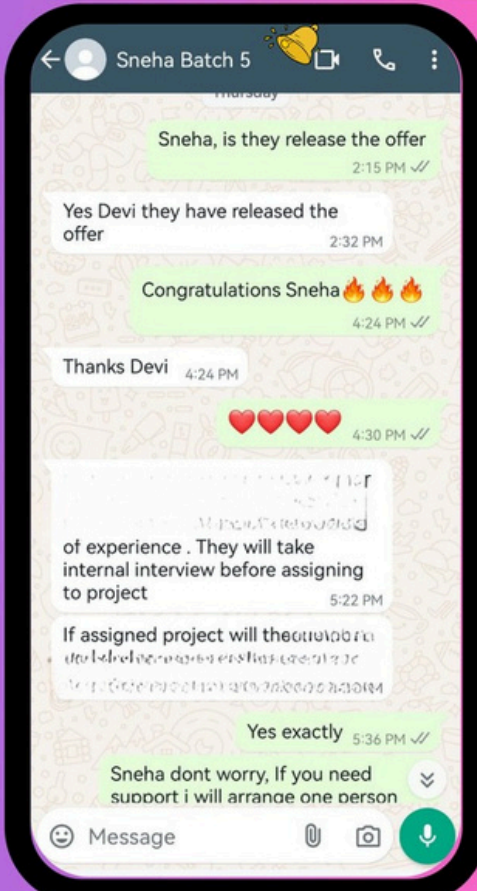 Sneha Batch 5
Thursday
Sneha, is they release the offer
2:15 PM
Yes Devi they have released the
offer
2:32 PM
Congratulations Sneha🔥🔥🔥
4:24 PM
Thanks Devi 4:24 PM
❤️❤️❤️❤️ 4:30 PM
of experience . They will take
internal interview before assigning
to project
5:22 PM
If assigned project will
Yes exactly 5:36 PM
Sneha dont worry, If you need
support i will arrange one person
Message